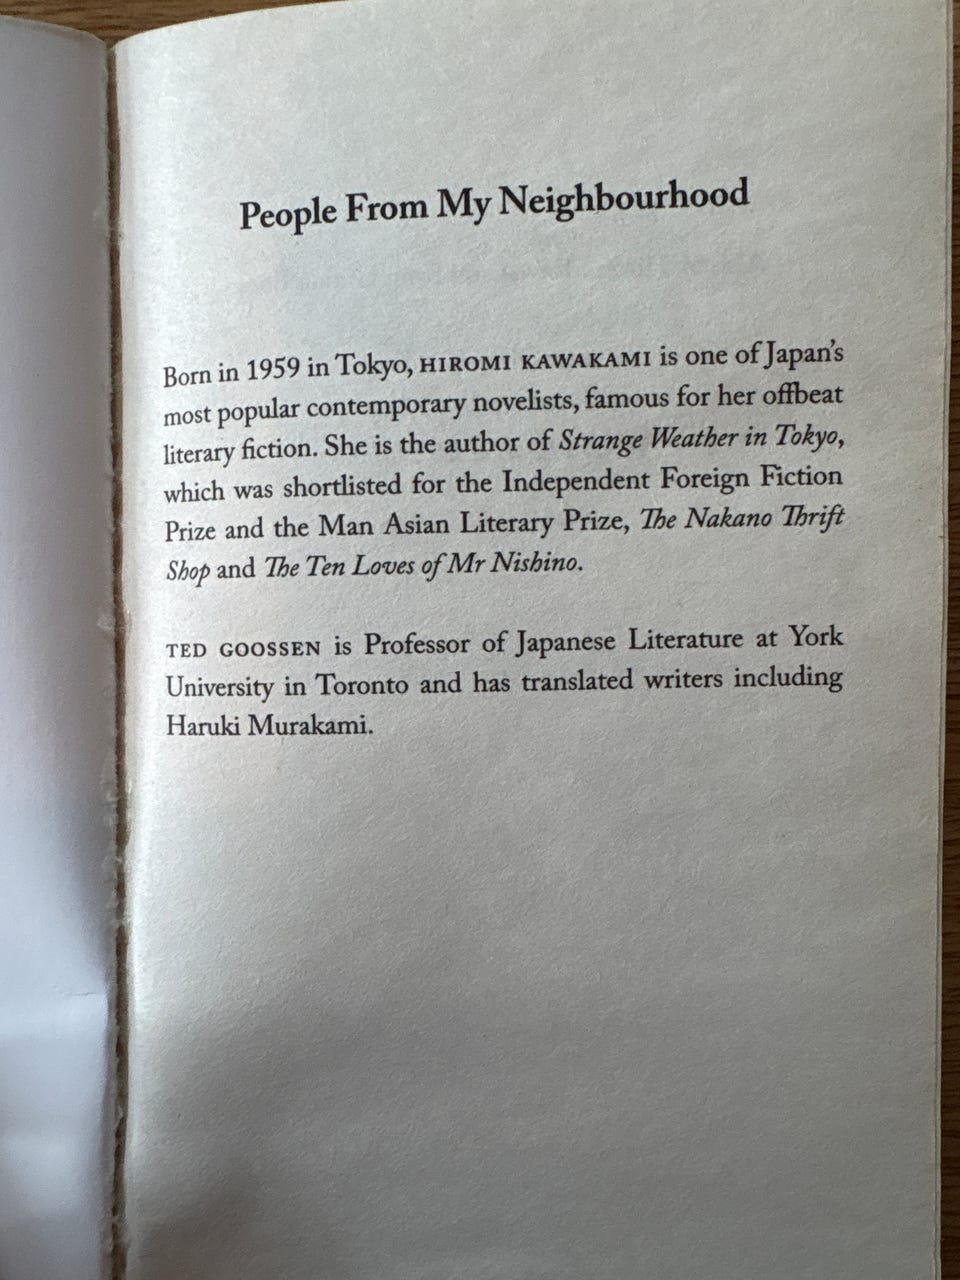 People From My Neighbourhood
Born in 1959 in Tokyo, HIROMI KAWAKAMI is one of Japan's
most popular contemporary novelists, famous for her offbeat
literary fiction. She is the author of Strange Weather in Tokyo,
which was shortlisted for the Independent Foreign Fiction
Prize and the Man Asian Literary Prize, The Nakano Thrift
Shop and The Ten Loves of Mr Nishino.
TED GOOSSEN is Professor of Japanese Literature at York
University in Toronto and has translated writers including
Haruki Murakami.